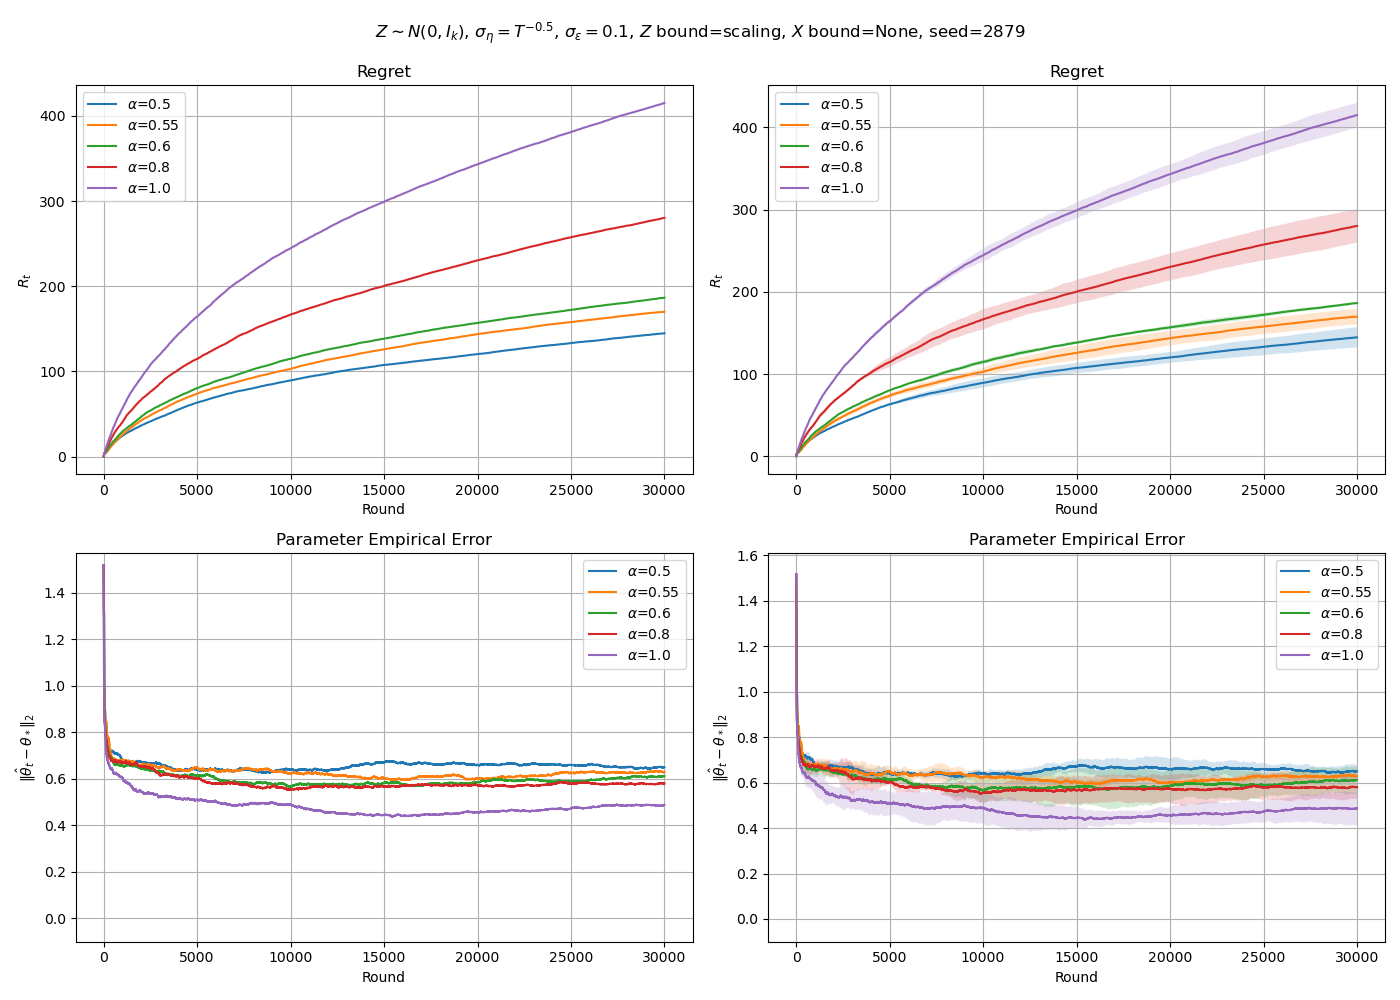 Z ∼ N(0, I_k), σ_η = T^{−0.5}, σ_ε = 0.1, Z bound=scaling, X bound=None, seed=2879
Regret
α=0.5
α=0.55
α=0.6
α=0.8
α=1.0
400
300
200
100
0
R_t
0 5000 10000 15000 20000 25000 30000
Round
Regret
α=0.5
α=0.55
α=0.6
α=0.8
α=1.0
400
300
200
100
0
R_t
0 5000 10000 15000 20000 25000 30000
Round
Parameter Empirical Error
α=0.5
α=0.55
α=0.6
α=0.8
α=1.0
1.4
1.2
1.0
0.8
0.6
0.4
0.2
0.0
‖θ̂_t − θ_*‖_2
0 5000 10000 15000 20000 25000 30000
Round
Parameter Empirical Error
α=0.5
α=0.55
α=0.6
α=0.8
α=1.0
1.6
1.4
1.2
1.0
0.8
0.6
0.4
0.2
0.0
‖θ̂_t − θ_*‖_2
0 5000 10000 15000 20000 25000 30000
Round